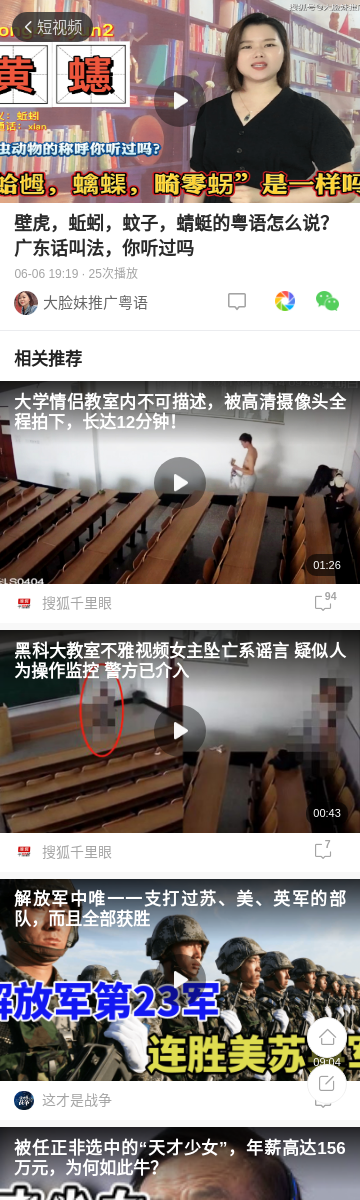 短视频
黄 蟧
义: 蚯蚓
通话: xian
虫动物的称呼你听过吗?
是一样吗
壁虎，蚯蚓，蚊子，蜻蜓的粤语怎么说？
广东话叫法，你听过吗
06-06 19:19 · 25次播放
大脸妹推广粤语
相关推荐
大学情侣教室内不可描述，被高清摄像头全
程拍下，长达12分钟！
LS0404
01:26
搜狐千里眼
94
黑科大教室不雅视频女主坠亡系谣言 疑似人
为操作监控 警方已介入
00:43
搜狐千里眼
7
解放军中唯一一支打过苏、美、英军的部
队，而且全部获胜
解放军第23军
连胜美苏
09:04
这才是战争
被任正非选中的“天才少女”，年薪高达156
万元，为何如此牛？